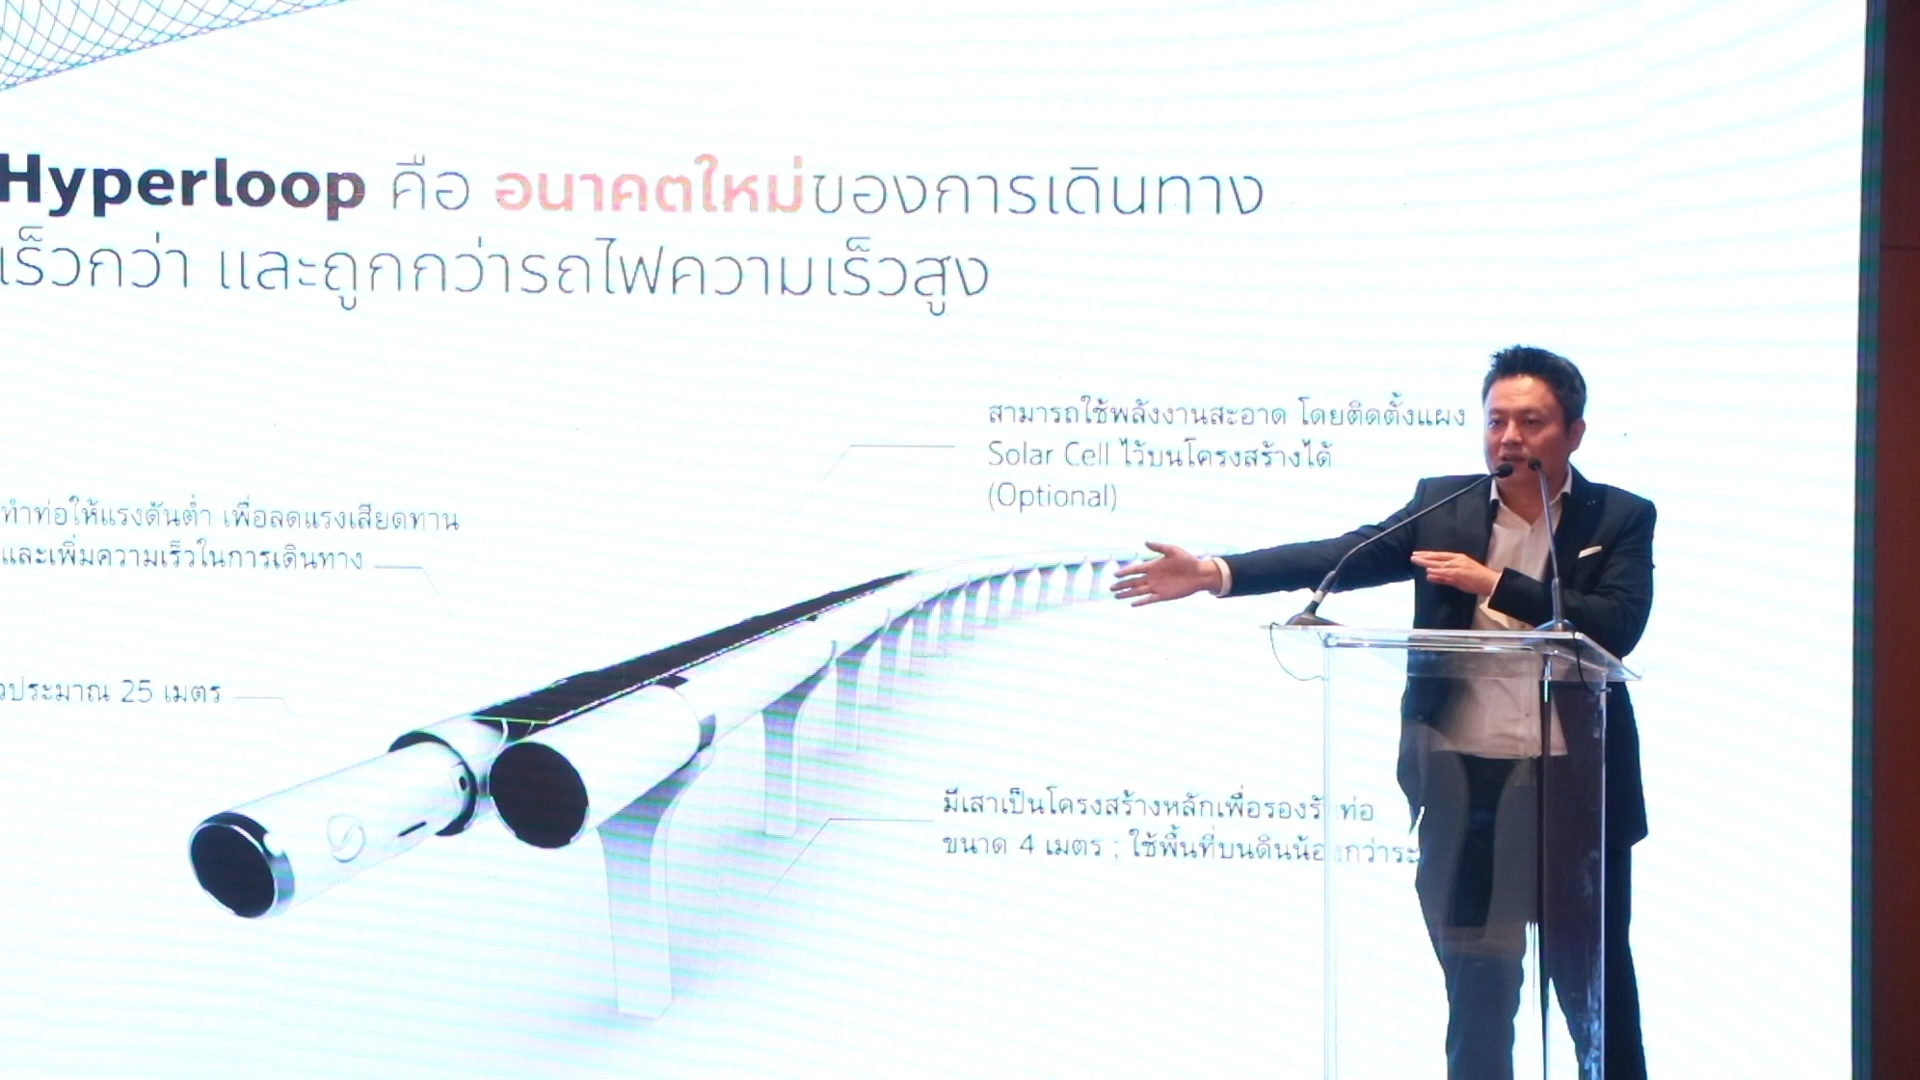 Hyperloop คือ อนาคตใหม่ของการเดินทาง
เร็วกว่า และถูกกว่ารถไฟความเร็วสูง
สามารถใช้พลังงานสะอาด โดยติดตั้งแผง
Solar Cell ไว้บนโครงสร้างได้
(Optional)
ทำท่อให้แรงดันต่ำ เพื่อลดแรงเสียดทาน
และเพิ่มความเร็วในการเดินทาง
ประมาณ 25 เมตร
มีเสาเป็นโครงสร้างหลักเพื่อรองรับท่อ
ขนาด 4 เมตร ; ใช้พื้นที่บนดินน้อยกว่า